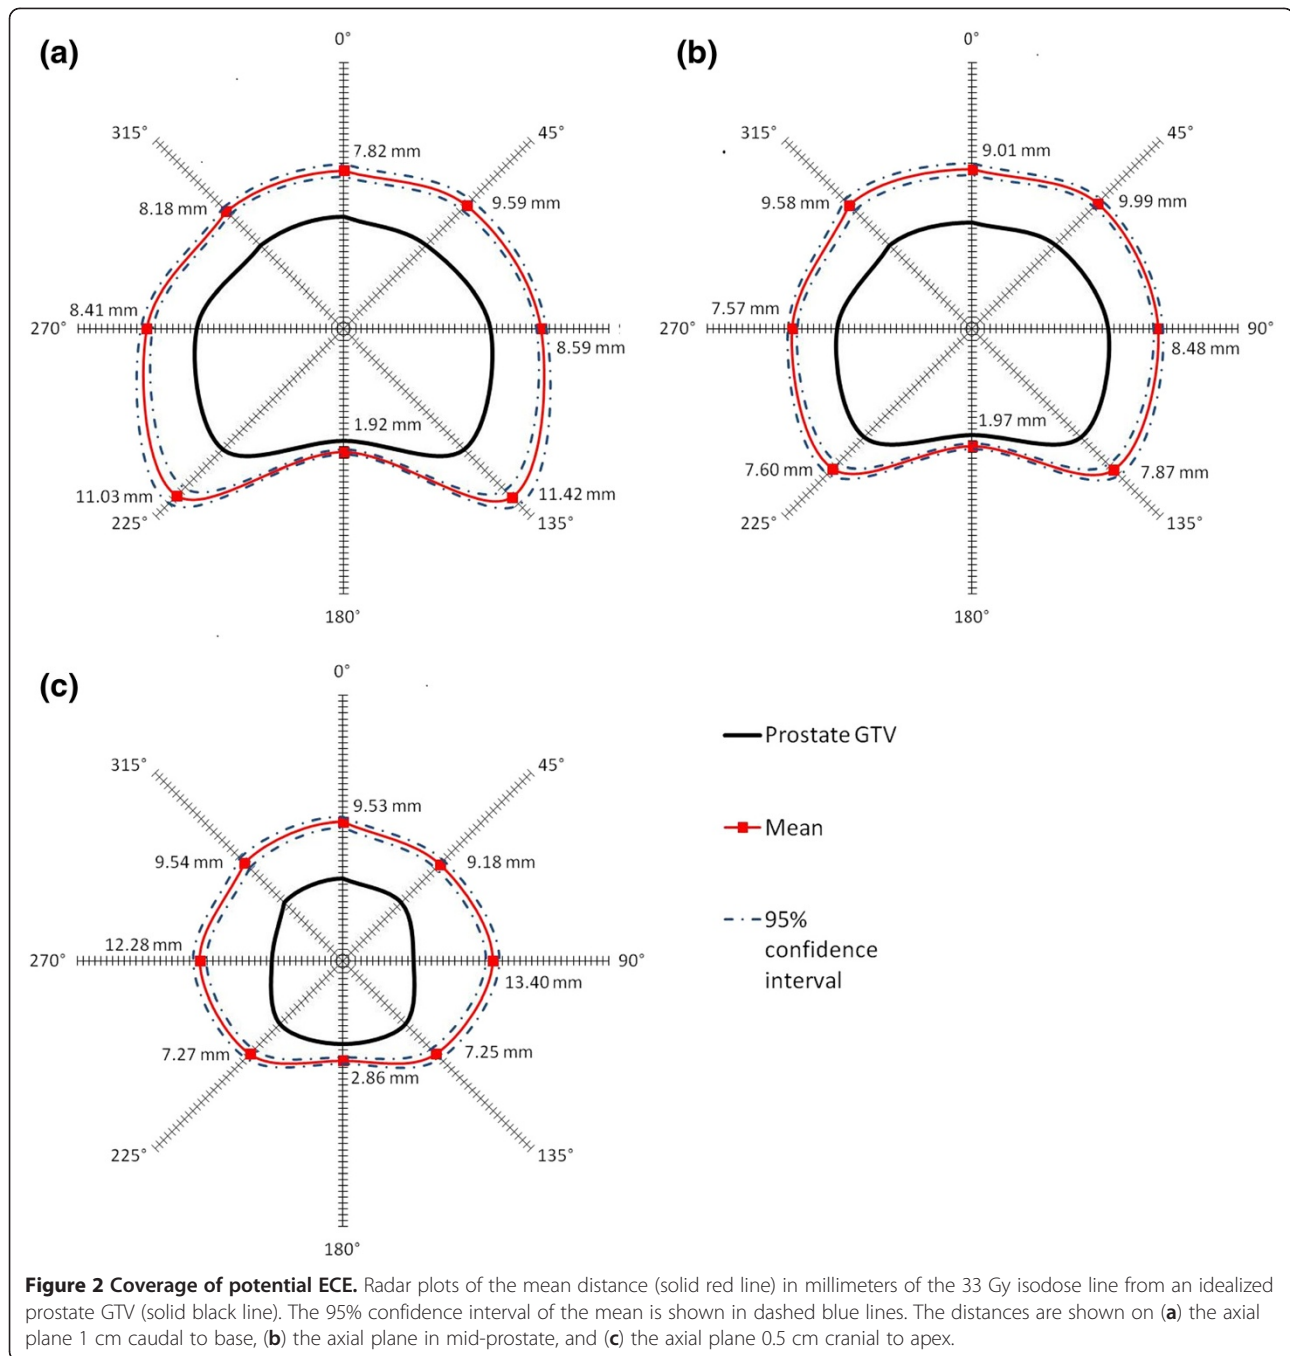 (a)
0°
315°
45°
7.82 mm
8.18 mm
9.59 mm
8.41 mm
270°
8.59 mm
1.92 mm
11.03 mm
11.42 mm
225°
135°
180°
(b)
0°
315°
45°
9.01 mm
9.58 mm
9.99 mm
7.57 mm
270°
90°
8.48 mm
1.97 mm
7.60 mm
7.87 mm
225°
135°
180°
(c)
0°
315°
45°
9.53 mm
9.54 mm
9.18 mm
12.28 mm
270°
90°
13.40 mm
7.27 mm
7.25 mm
2.86 mm
225°
135°
180°
Prostate GTV
Mean
95%
confidence
interval
Figure 2 Coverage of potential ECE. Radar plots of the mean distance (solid red line) in millimeters of the 33 Gy isodose line from an idealized
prostate GTV (solid black line). The 95% confidence interval of the mean is shown in dashed blue lines. The distances are shown on (a) the axial
plane 1 cm caudal to base, (b) the axial plane in mid-prostate, and (c) the axial plane 0.5 cm cranial to apex.